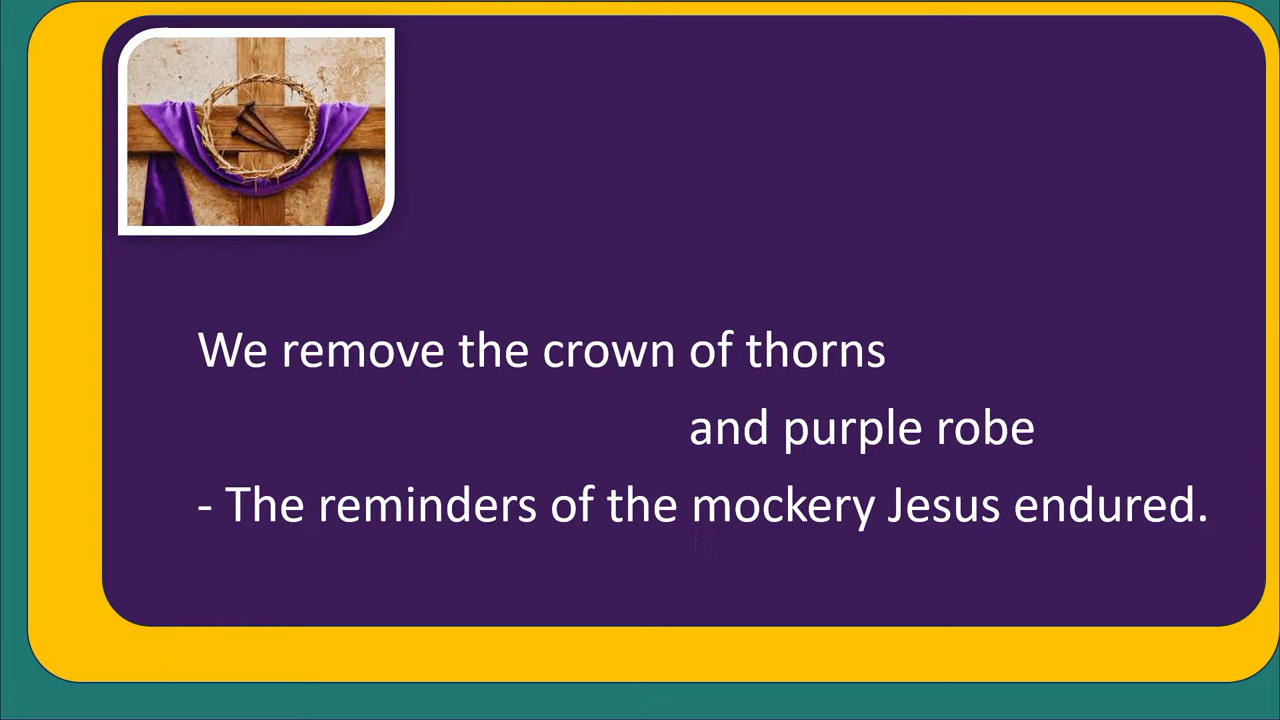 We remove the crown of thorns
and purple robe
- The reminders of the mockery Jesus endured.